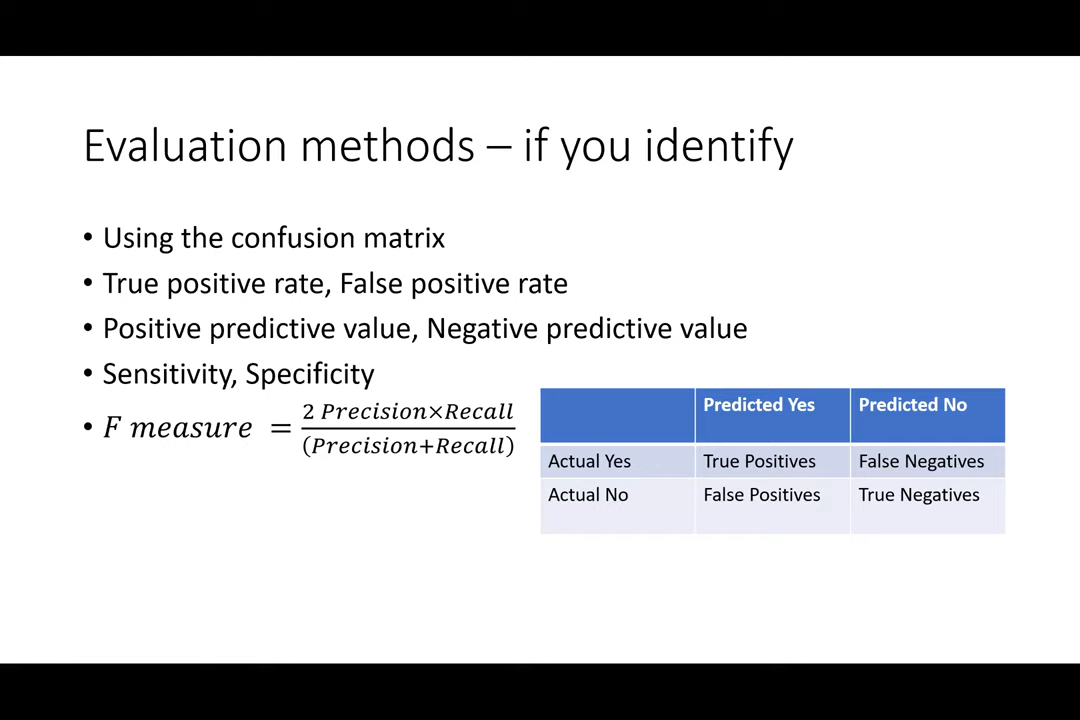 Evaluation methods – if you identify
• Using the confusion matrix
• True positive rate, False positive rate
• Positive predictive value, Negative predictive value
• Sensitivity, Specificity
• F measure = 2 Precision×Recall / (Precision+Recall)
Predicted Yes Predicted No
Actual Yes True Positives False Negatives
Actual No False Positives True Negatives